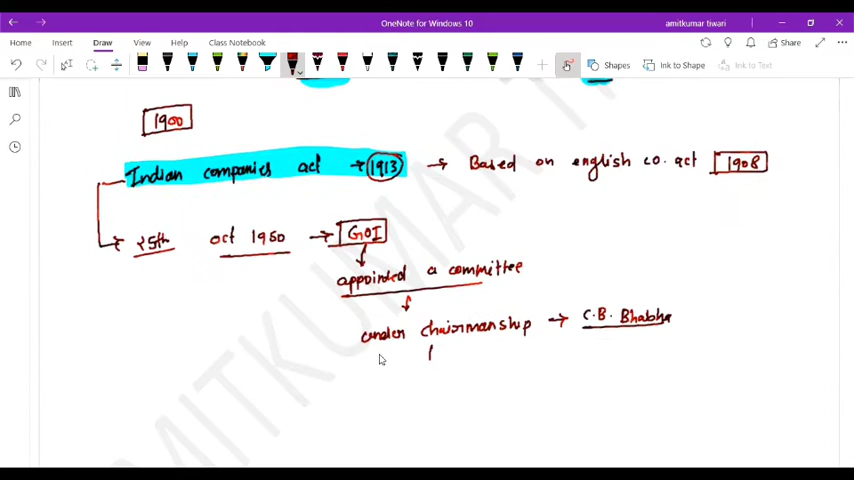 OneNote for Windows 10
amitkumar tiwari
Home Insert Draw View Help Class Notebook
Share
Shapes Ink to Shape Ink to Text
1900
Indian companies act → 1913 → Based on english co. act 1908
→ 25th oct 1950 → GOI
appointed a committee
under chairmanship → C.B. Bhabha
MITKUMAR TIWAR